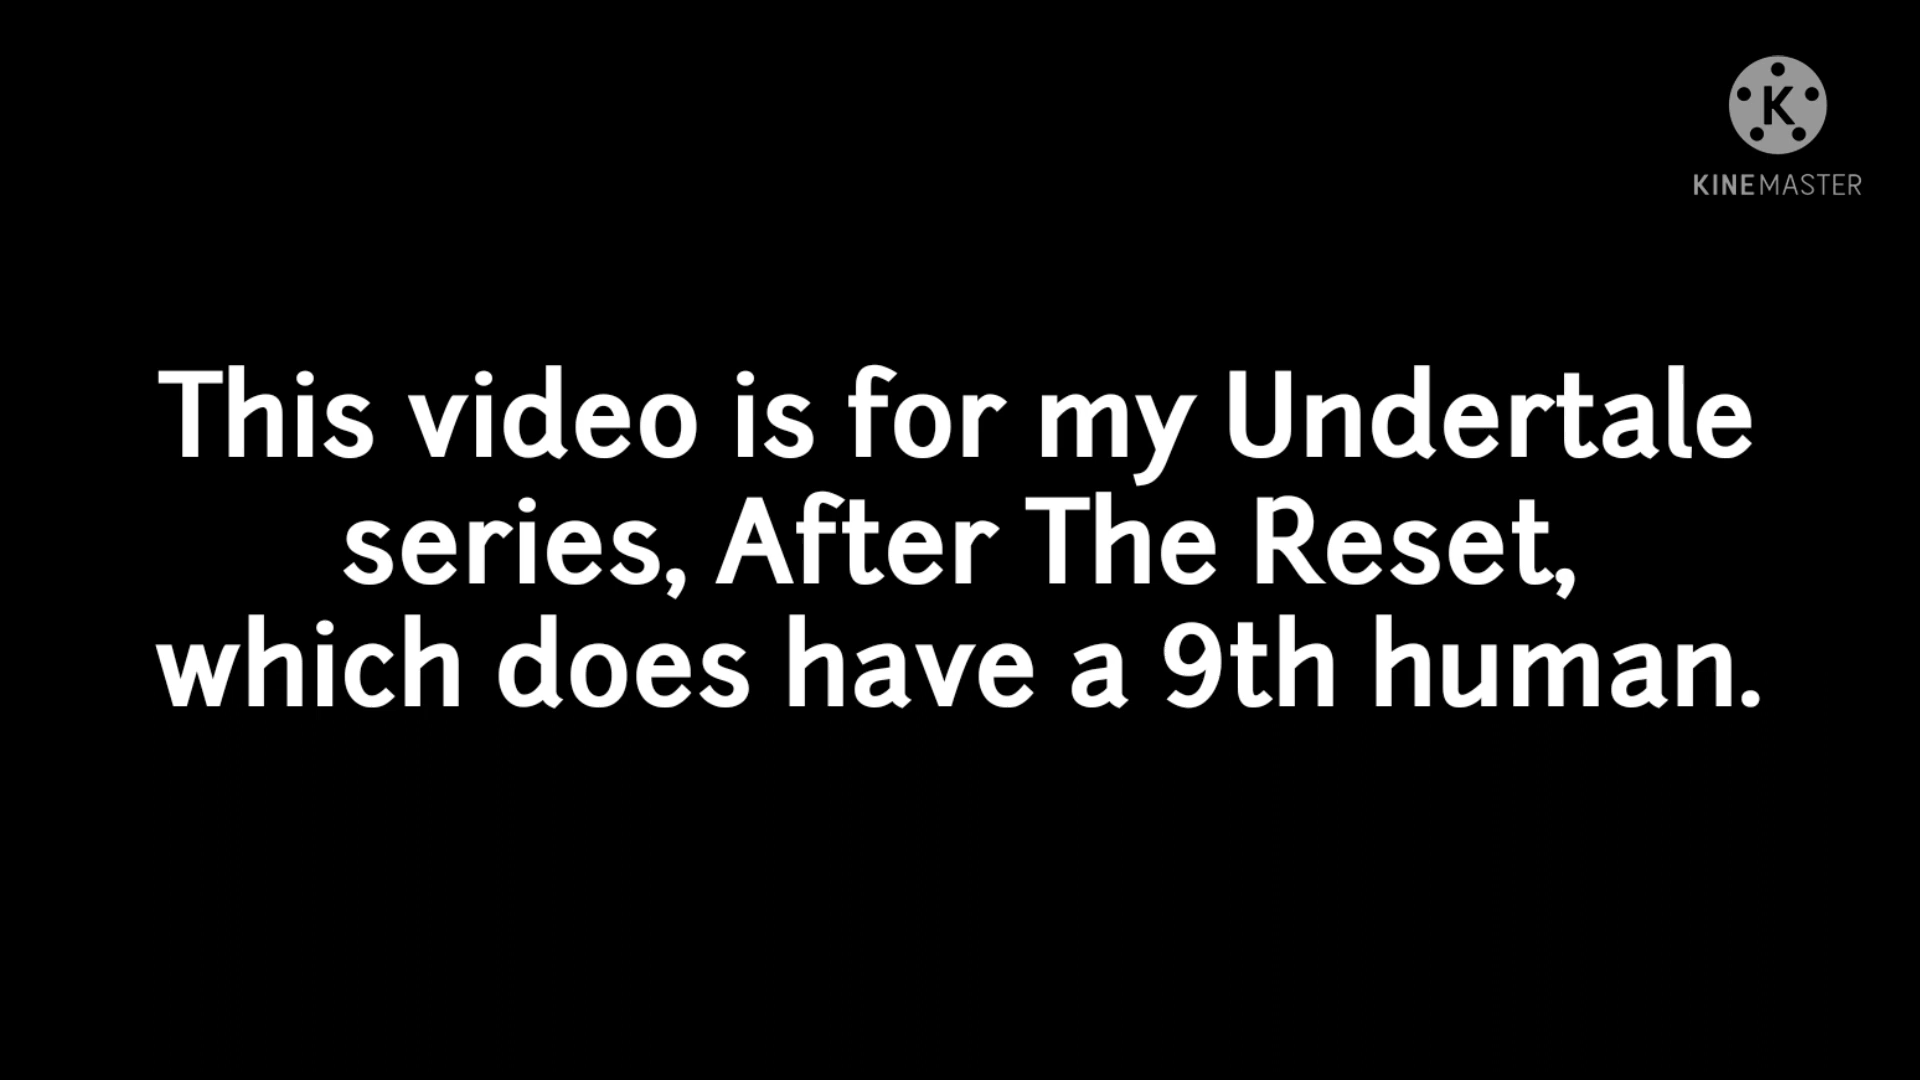 K
KINEMASTER
This video is for my Undertale
series, After The Reset,
which does have a 9th human.